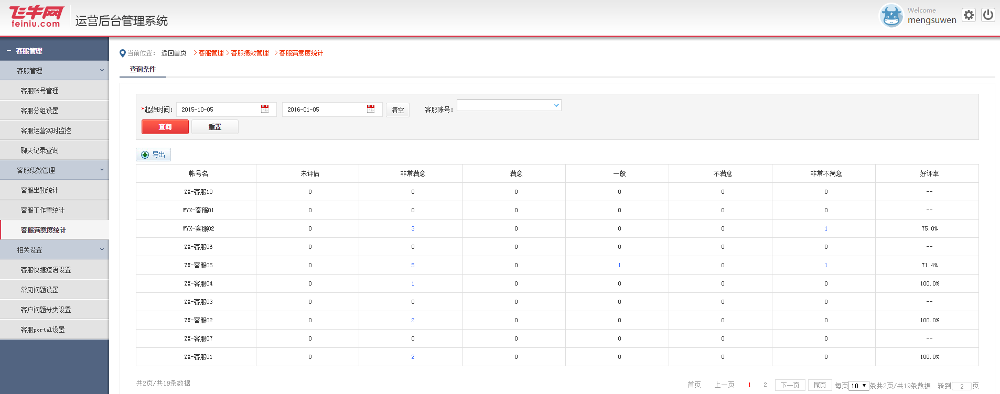 飞牛网
feiniu.com
运营后台管理系统
Welcome
mengsuwen
客服管理
客服管理
客服账号管理
客服分组设置
客服运营实时监控
聊天记录查询
客服绩效管理
客服出勤统计
客服工作量统计
客服满意度统计
相关设置
客服快捷短语设置
常见问题设置
客户问题分类设置
客服portal设置
当前位置： 返回首页 >客服管理 >客服绩效管理 >客服满意度统计
查询条件
*起始时间： 2015-10-05 2016-01-05 清空 客服账号：
查询 重置
导出
帐号名 未评估 非常满意 满意 一般 不满意 非常不满意 好评率
ZX-客服10 0 0 0 0 0 0 --
WYX-客服01 0 0 0 0 0 0 --
WYX-客服02 0 3 0 0 0 1 75.0%
ZX-客服06 0 0 0 0 0 0 --
ZX-客服05 0 5 0 1 0 1 71.4%
ZX-客服04 0 1 0 0 0 0 100.0%
ZX-客服03 0 0 0 0 0 0 --
ZX-客服02 0 2 0 0 0 0 100.0%
ZX-客服07 0 0 0 0 0 0 --
ZX-客服01 0 2 0 0 0 0 100.0%
共2页/共19条数据 首页 上一页 1 2 下一页 尾页 每页 10 条共2页/共19条数据 转到 2 页